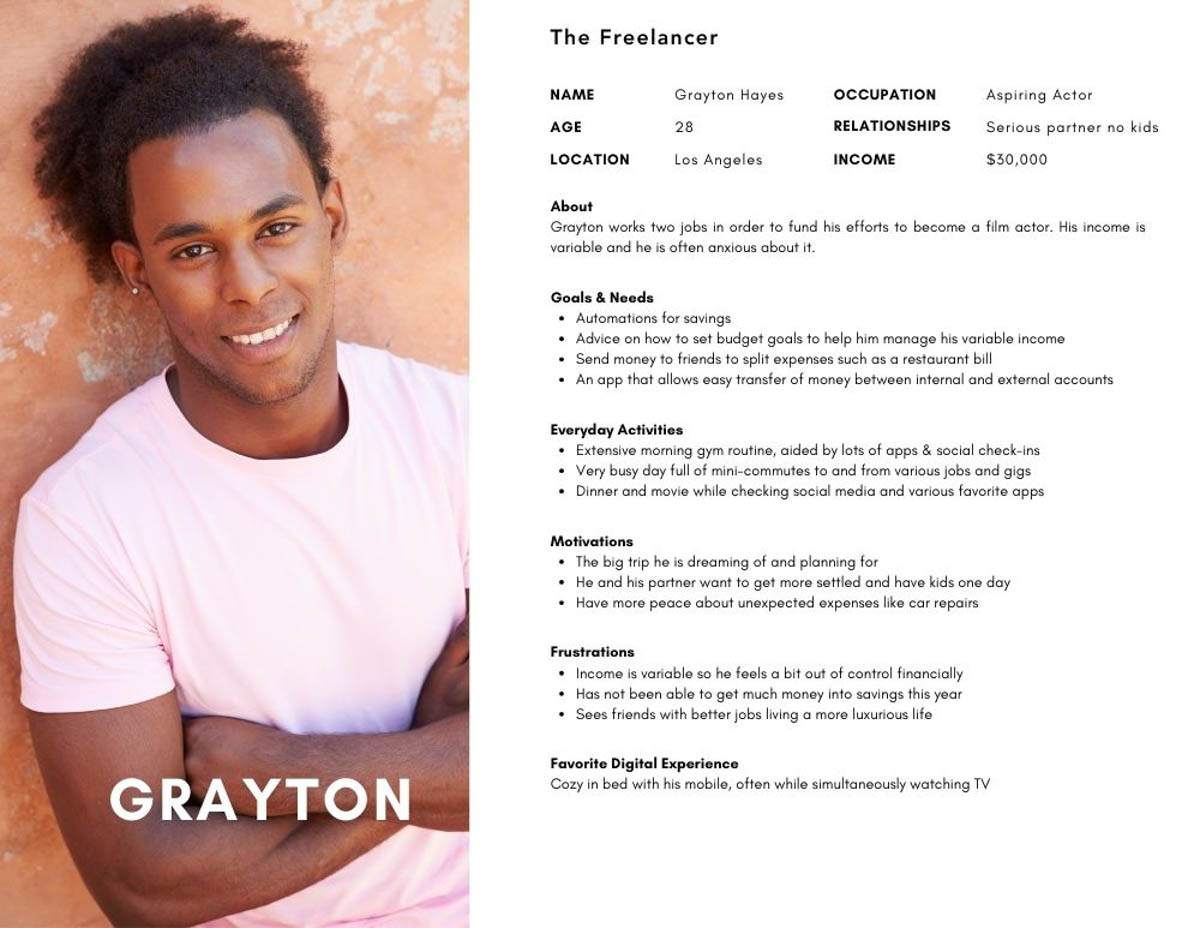 The Freelancer
NAME Grayton Hayes OCCUPATION Aspiring Actor
AGE 28 RELATIONSHIPS Serious partner no kids
LOCATION Los Angeles INCOME $30,000
About
Grayton works two jobs in order to fund his efforts to become a film actor. His income is
variable and he is often anxious about it.
Goals & Needs
• Automations for savings
• Advice on how to set budget goals to help him manage his variable income
• Send money to friends to split expenses such as a restaurant bill
• An app that allows easy transfer of money between internal and external accounts
Everyday Activities
• Extensive morning gym routine, aided by lots of apps & social check-ins
• Very busy day full of mini-commutes to and from various jobs and gigs
• Dinner and movie while checking social media and various favorite apps
Motivations
• The big trip he is dreaming of and planning for
• He and his partner want to get more settled and have kids one day
• Have more peace about unexpected expenses like car repairs
Frustrations
• Income is variable so he feels a bit out of control financially
• Has not been able to get much money into savings this year
• Sees friends with better jobs living a more luxurious life
Favorite Digital Experience
Cozy in bed with his mobile, often while simultaneously watching TV
GRAYTON